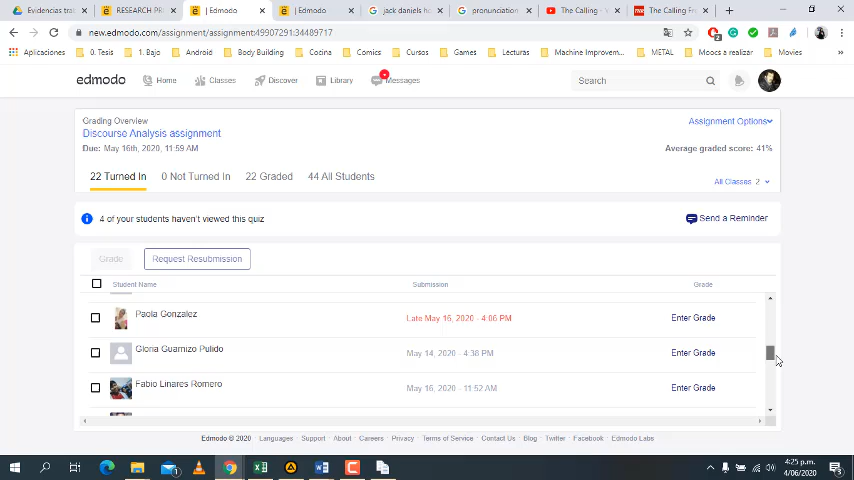 Evidencias tral
RESEARCH PR
| Edmodo
| Edmodo
jack daniels ho
pronunciation
The Calling - W
The Calling Fre
new.edmodo.com/assignment/assignment:49907291:34489717
Aplicaciones
0. Tesis
1. Bajo
Android
Body Building
Cocina
Comics
Cursos
Games
Lecturas
Machine Improvem...
METAL
Moocs a realizar
Movies
»
edmodo
Home
Classes
Discover
Library
Messages
Search
Grading Overview
Discourse Analysis assignment
Assignment Options
Due: May 16th, 2020, 11:59 AM
Average graded score: 41%
22 Turned In
0 Not Turned In
22 Graded
44 All Students
All Classes 2
4 of your students haven't viewed this quiz
Send a Reminder
Grade
Request Resubmission
Student Name
Submission
Grade
Paola Gonzalez
Late May 16, 2020 - 4:06 PM
Enter Grade
Gloria Guarnizo Pulido
May 14, 2020 - 4:38 PM
Enter Grade
Fabio Linares Romero
May 16, 2020 - 11:52 AM
Enter Grade
Edmodo © 2020
Languages
Support
About
Careers
Privacy
Terms of Service
Contact Us
Blog
Twitter
Facebook
Edmodo Labs
4:25 p.m.
4/06/2020